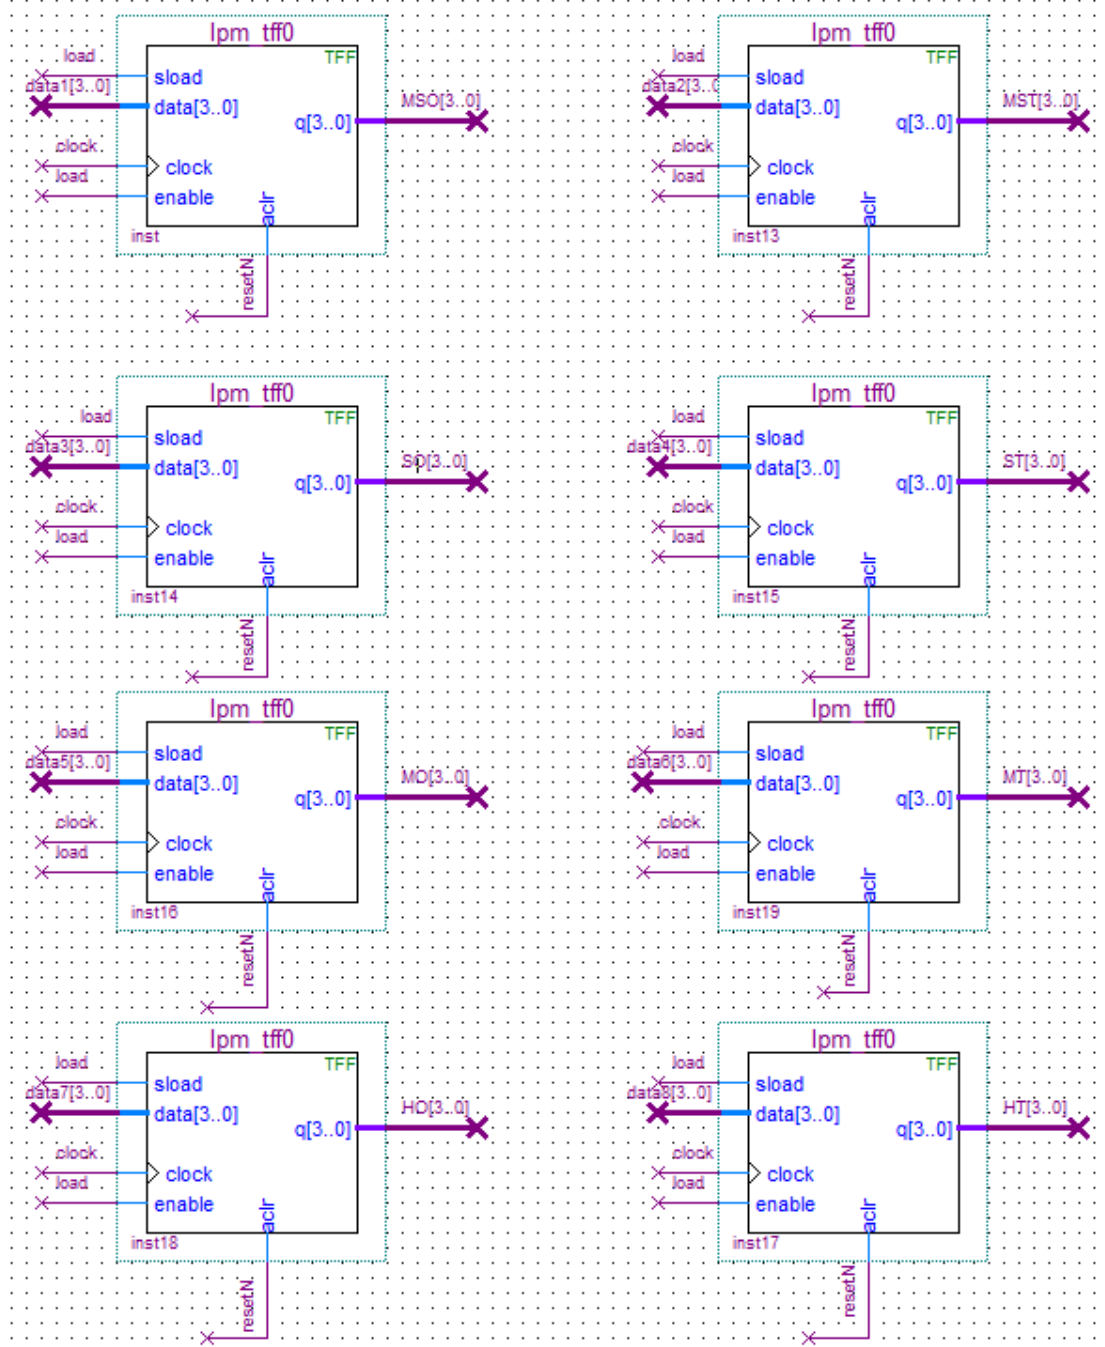 lpm_tff0
TFF
load
sload
data1[3..0]
data[3..0]
MSO[3..0]
q[3..0]
clock
clock
load
enable
aclr
inst
resetN
lpm_tff0
TFF
load
sload
data2[3..0
data[3..0]
MST[3..0]
q[3..0]
clock
clock
load
enable
aclr
inst13
resetN
lpm_tff0
TFF
load
sload
data3[3..0]
data[3..0]
SO[3..0]
q[3..0]
clock
clock
load
enable
aclr
inst14
resetN
lpm_tff0
TFF
load
sload
data4[3..0]
data[3..0]
ST[3..0]
q[3..0]
clock
clock
load
enable
aclr
inst15
resetN
lpm_tff0
TFF
load
sload
data5[3..0]
data[3..0]
MO[3..0]
q[3..0]
clock
clock
load
enable
aclr
inst16
resetN
lpm_tff0
TFF
load
sload
data6[3..0]
data[3..0]
MT[3..0]
q[3..0]
clock
clock
load
enable
aclr
inst19
resetN
lpm_tff0
TFF
load
sload
data7[3..0]
data[3..0]
HO[3..0]
q[3..0]
clock
clock
load
enable
aclr
inst18
resetN
lpm_tff0
TFF
load
sload
data8[3..0]
data[3..0]
HT[3..0]
q[3..0]
clock
clock
load
enable
aclr
inst17
resetN